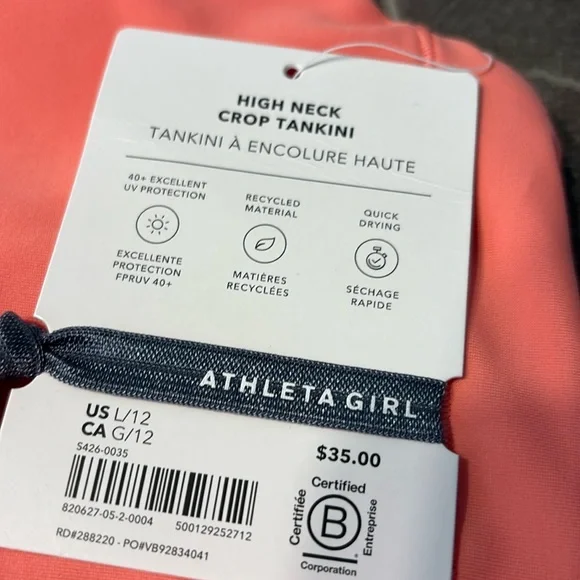 HIGH NECK
CROP TANKINI
TANKINI À ENCOLURE HAUTE
40+ EXCELLENT
UV PROTECTION
EXCELLENTE
PROTECTION
FPRUV 40+
RECYCLED
MATERIAL
MATIÈRES
RECYCLÉES
QUICK
DRYING
SÉCHAGE
RAPIDE
ATHLETA GIRL
US L/12
CA G/12
S426-0035
820627-05-2-0004 500129252712
RD#288220 - PO#VB92834041
$35.00
Certified
Certifiée
B
Entreprise
Corporation